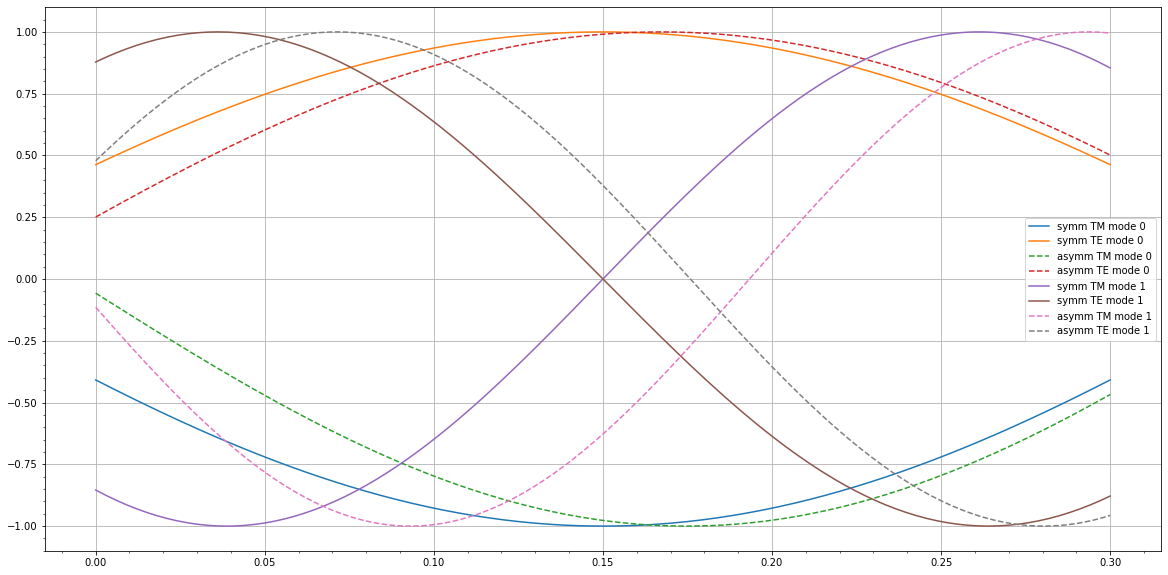 1.00
0.75
0.50
0.25
0.00
−0.25
−0.50
−0.75
−1.00
symm TM mode 0
symm TE mode 0
asymm TM mode 0
asymm TE mode 0
symm TM mode 1
symm TE mode 1
asymm TM mode 1
asymm TE mode 1
0.00 0.05 0.10 0.15 0.20 0.25 0.30